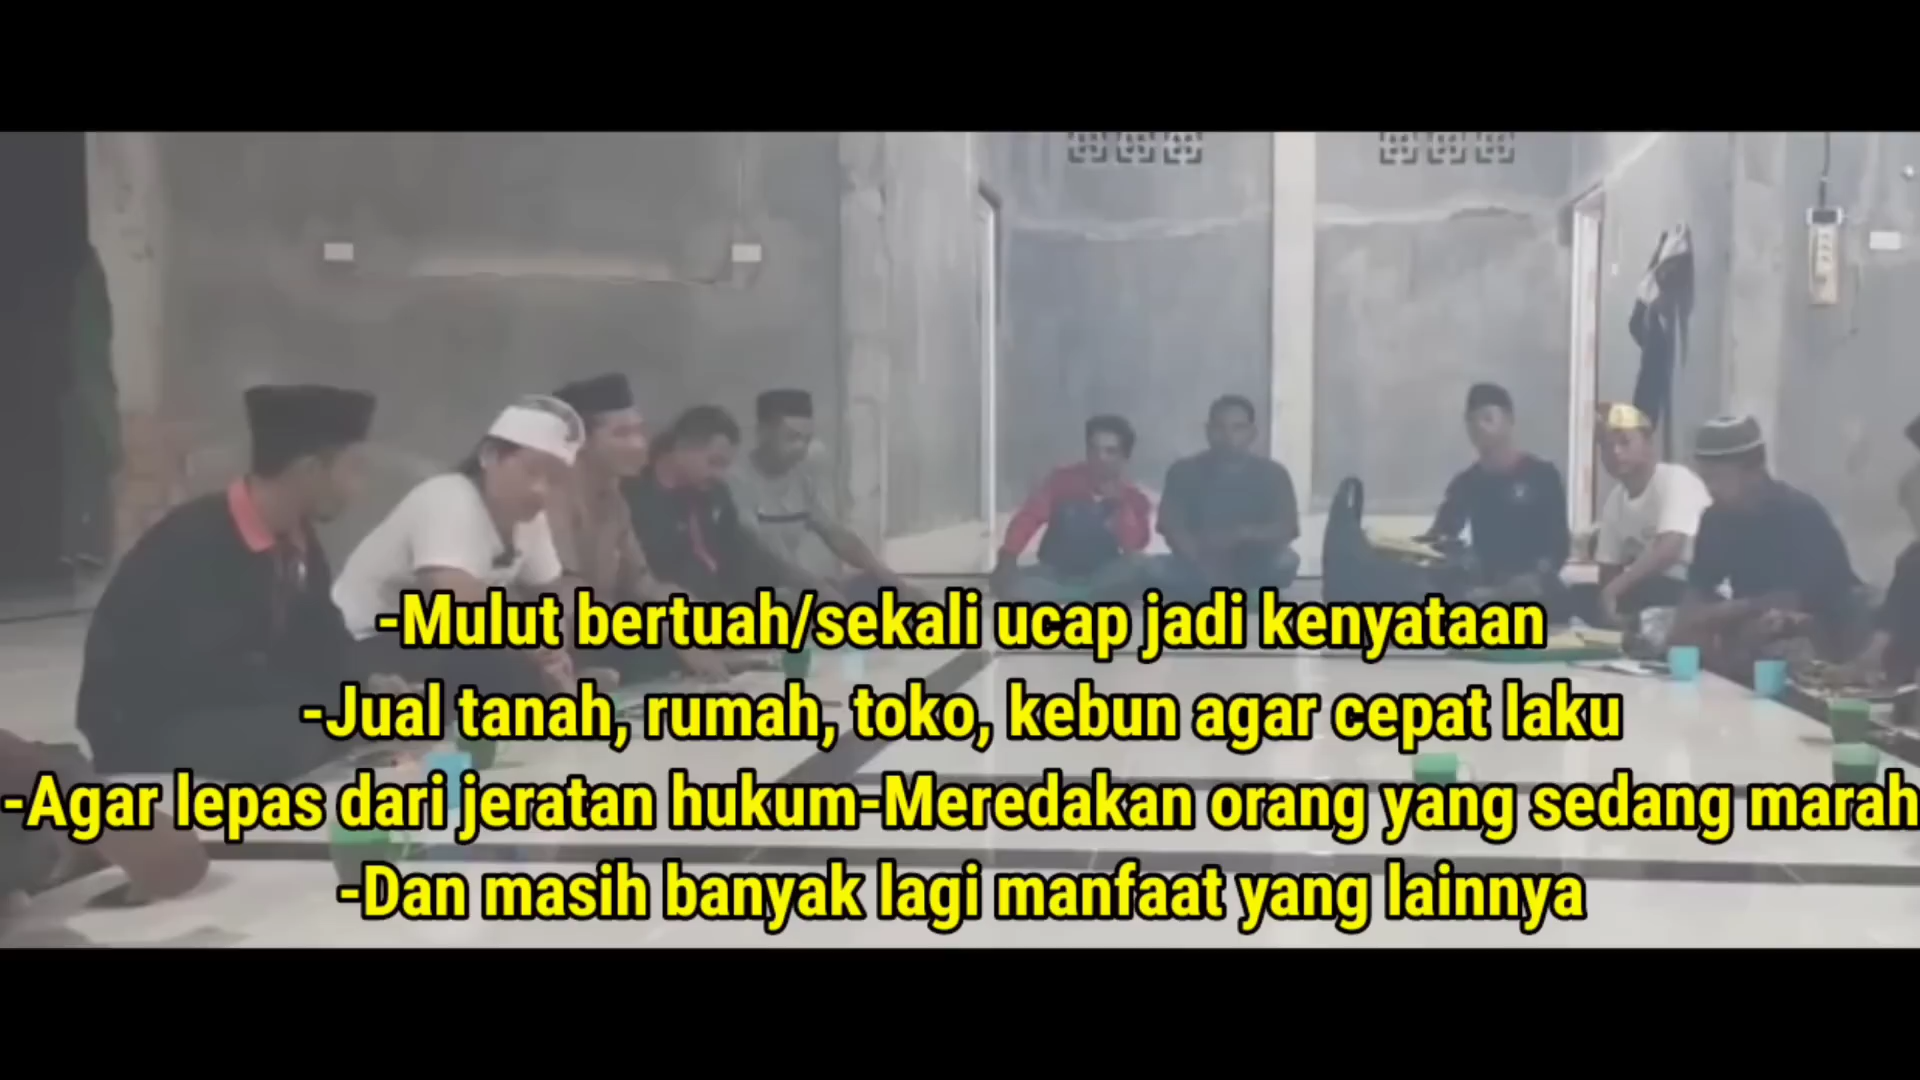 -Mulut bertuah/sekali ucap jadi kenyataan
-Jual tanah, rumah, toko, kebun agar cepat laku
-Agar lepas dari jeratan hukum-Meredakan orang yang sedang marah
-Dan masih banyak lagi manfaat yang lainnya